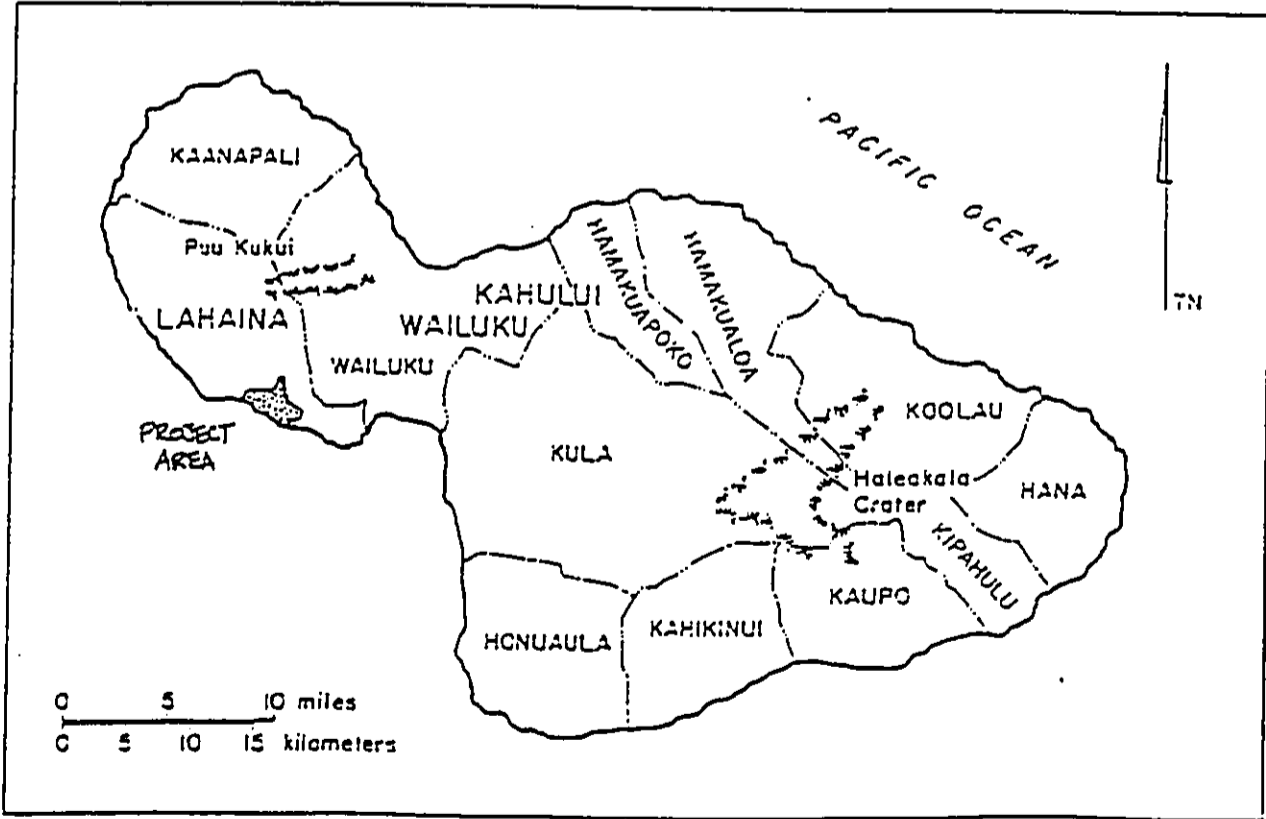 PACIFIC OCEAN
TN
KAANAPALI
Puu Kukui
LAHAINA
KAHULUI
WAILUKU
WAILUKU
HAMAKUAPOKO
HAMAKUALOA
PROJECT
AREA
KULA
KOOLAU
Haleakala
Crater
HANA
KIPAHULU
KAUPO
KAHIKINUI
HONUAULA
0 5 10 miles
0 5 10 15 kilometers